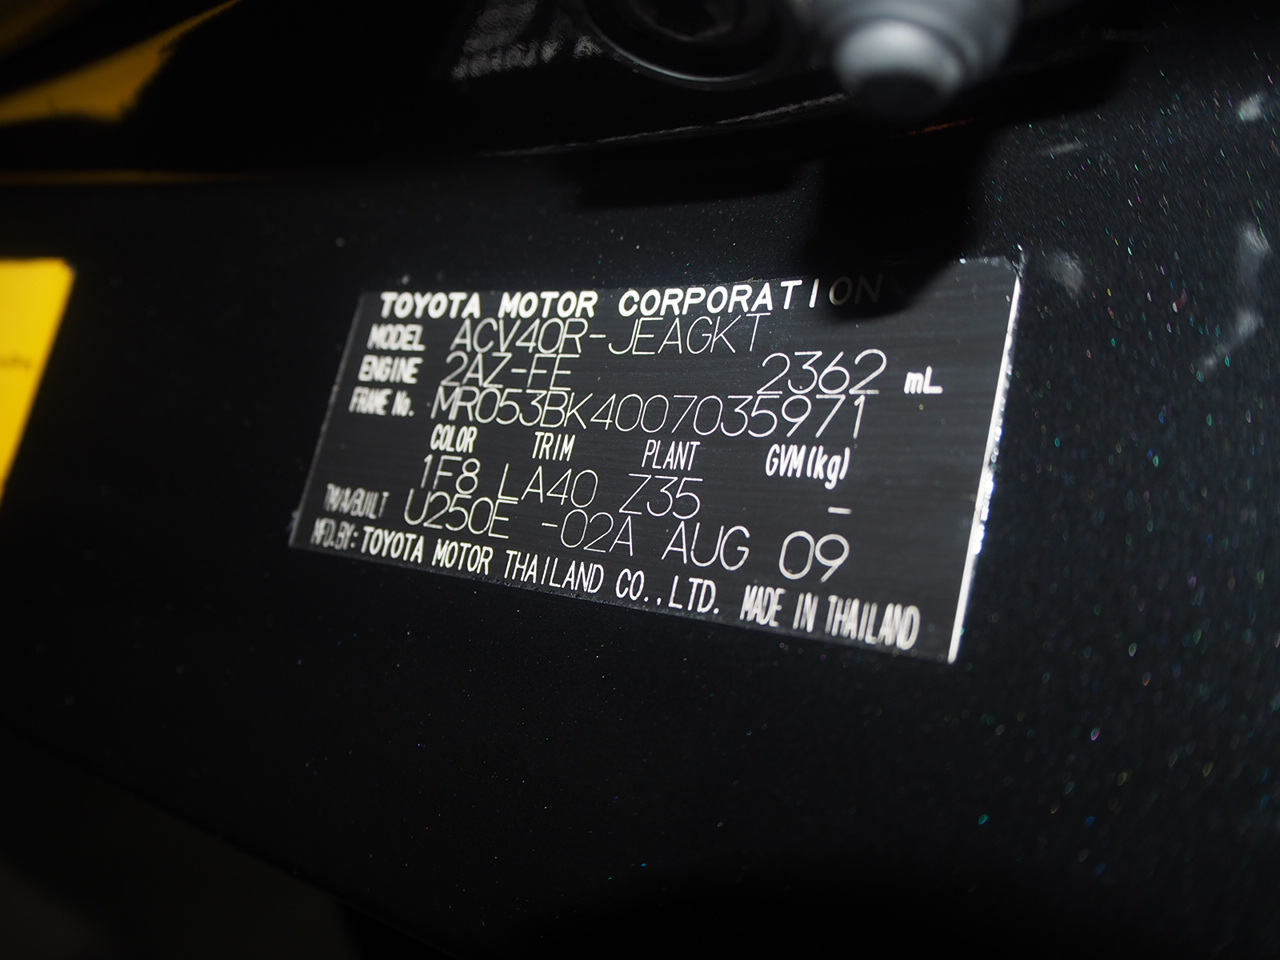 TOYOTA MOTOR CORPORATION
MODEL ACV40R-JEAGKT
ENGINE 2AZ-FE 2362 mL
FRAME No. MR053BK4007035971
COLOR TRIM PLANT GVM(kg)
1F8 LA40 Z35 -
TM/A/BUILT U250E -02A AUG 09
MFD.BY: TOYOTA MOTOR THAILAND CO.,LTD. MADE IN THAILAND